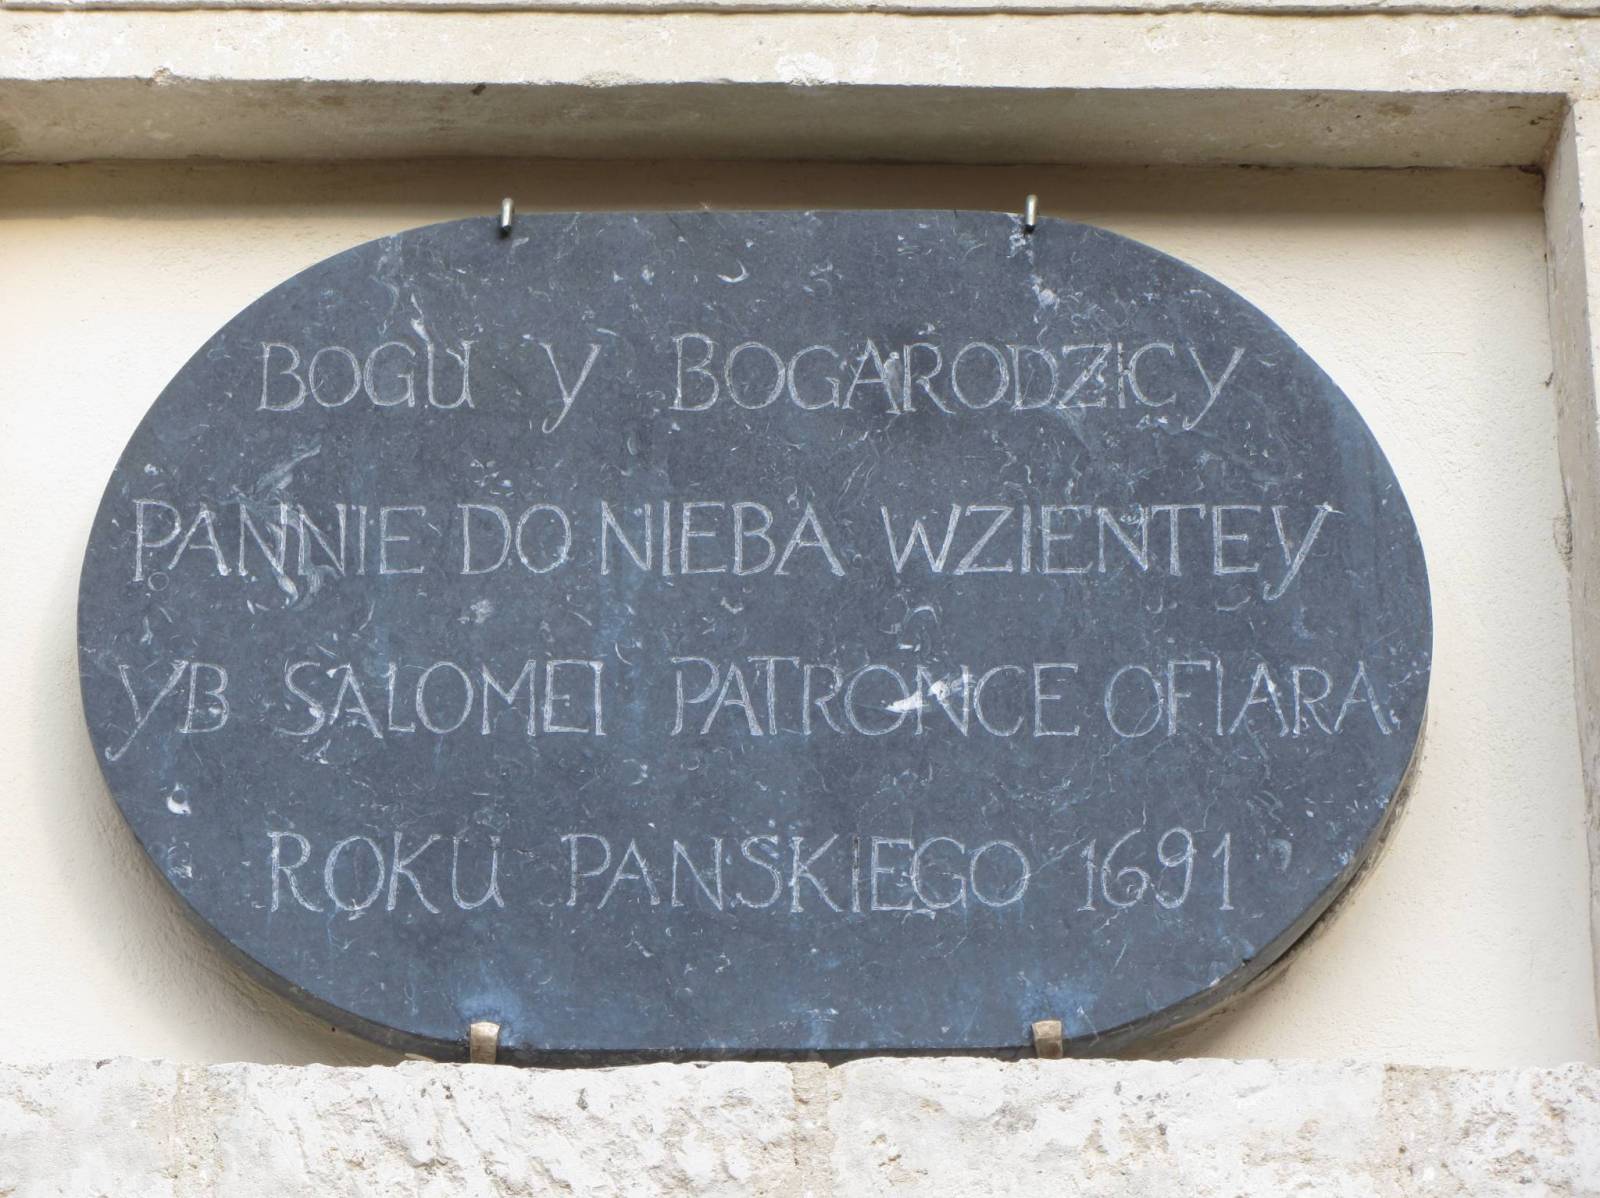 BOGU Y BOGARODZICY
PANNIE DO NIEBA WZIENTEY
YB SALOMEI PATRONCE OFIARA
ROKU PANSKIEGO 1691